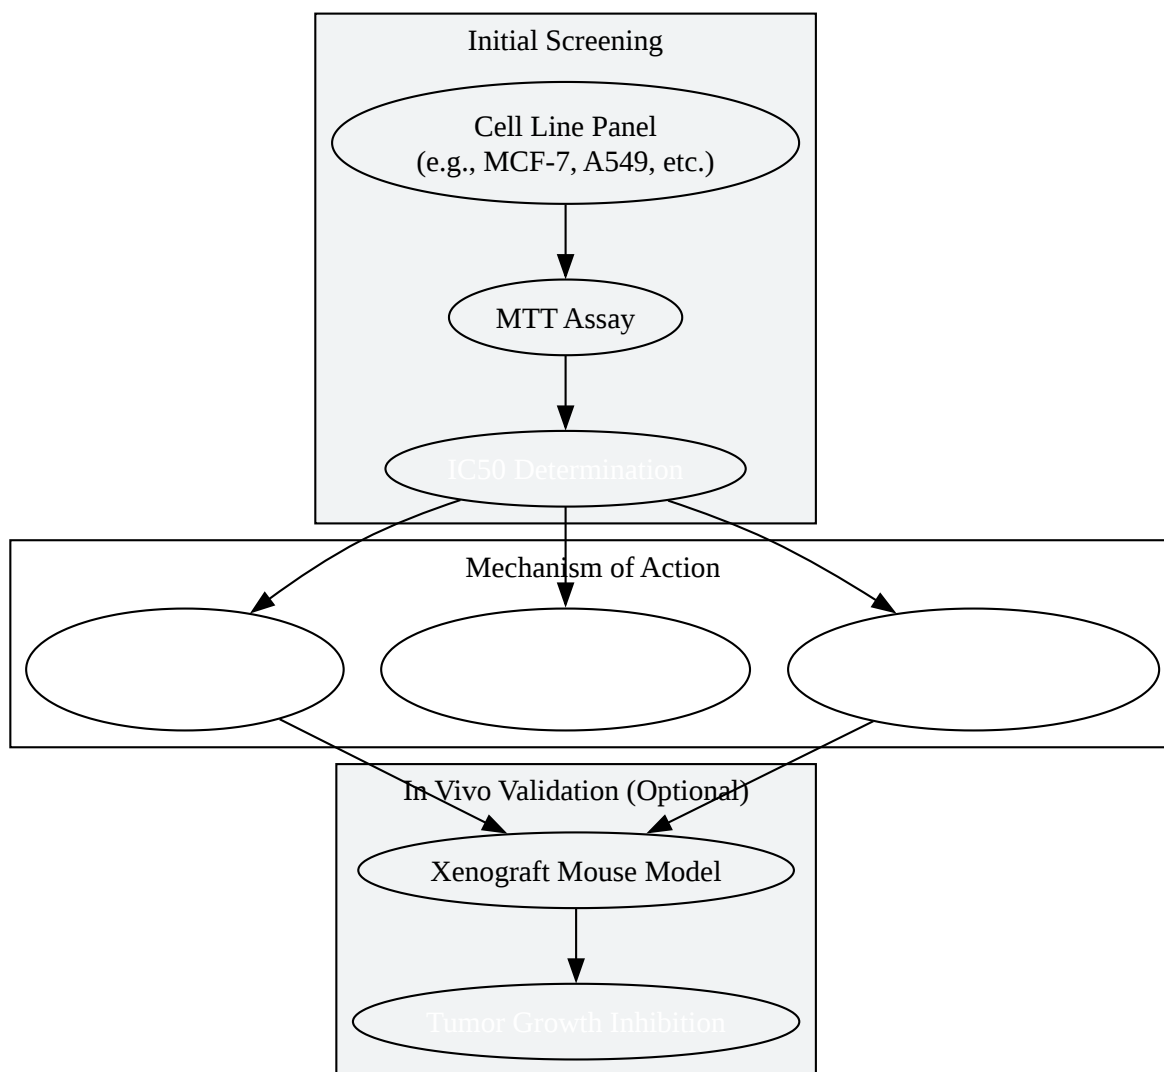 Initial Screening
Cell Line Panel
(e.g., MCF-7, A549, etc.)
MTT Assay
IC50 Determination
Mechanism of Action
In Vivo Validation (Optional)
Xenograft Mouse Model
Tumor Growth Inhibition